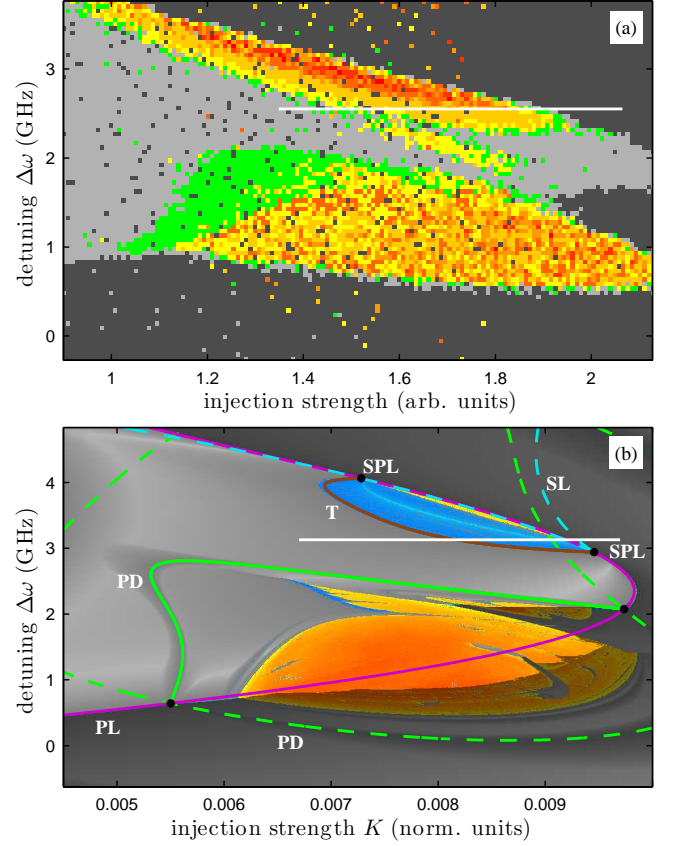 (a)
detuning Δω (GHz)
3
2
1
0
1
1.2
1.4
1.6
1.8
2
injection strength (arb. units)
(b)
detuning Δω (GHz)
4
3
2
1
0
SPL
SL
T
SPL
PD
PL
PD
0.005
0.006
0.007
0.008
0.009
injection strength K (norm. units)